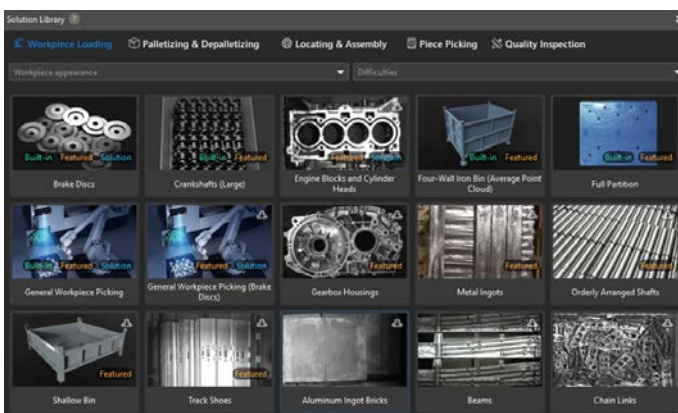 Solution Library ?
Workpiece Loading Palletizing & Depalletizing Locating & Assembly Piece Picking Quality Inspection
Workpiece appearance Difficulties
Built-in Featured Solution
Built-in Featured
Featured Solution
Built-in Featured
Built-in Featured
Brake Discs
Crankshafts (Large)
Engine Blocks and Cylinder
Heads
Four-Wall Iron Bin (Average Point
Cloud)
Full Partition
Built-in Featured Solution
Built-in Featured Solution
Featured
Featured
Featured
General Workpiece Picking
General Workpiece Picking (Brake
Discs)
Gearbox Housings
Metal Ingots
Orderly Arranged Shafts
Featured
Featured
Shallow Bin
Track Shoes
Aluminum Ingot Bricks
Beams
Chain Links